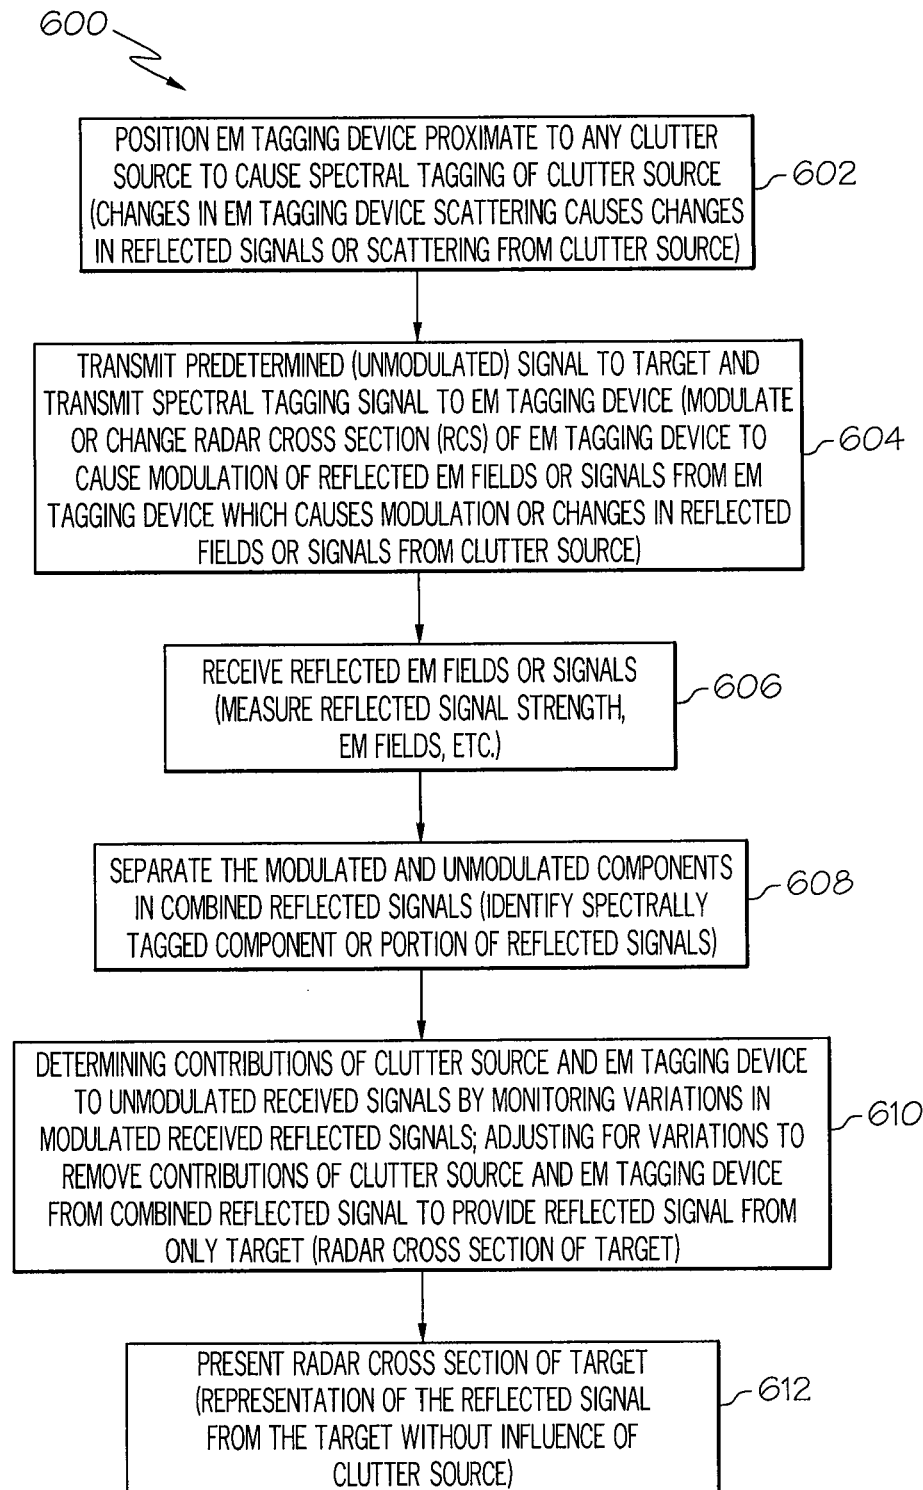 600
POSITION EM TAGGING DEVICE PROXIMATE TO ANY CLUTTER
SOURCE TO CAUSE SPECTRAL TAGGING OF CLUTTER SOURCE
(CHANGES IN EM TAGGING DEVICE SCATTERING CAUSES CHANGES
IN REFLECTED SIGNALS OR SCATTERING FROM CLUTTER SOURCE)
602
TRANSMIT PREDETERMINED (UNMODULATED) SIGNAL TO TARGET AND
TRANSMIT SPECTRAL TAGGING SIGNAL TO EM TAGGING DEVICE (MODULATE
OR CHANGE RADAR CROSS SECTION (RCS) OF EM TAGGING DEVICE TO
CAUSE MODULATION OF REFLECTED EM FIELDS OR SIGNALS FROM EM
TAGGING DEVICE WHICH CAUSES MODULATION OR CHANGES IN REFLECTED
FIELDS OR SIGNALS FROM CLUTTER SOURCE)
604
RECEIVE REFLECTED EM FIELDS OR SIGNALS
(MEASURE REFLECTED SIGNAL STRENGTH,
EM FIELDS, ETC.)
606
SEPARATE THE MODULATED AND UNMODULATED COMPONENTS
IN COMBINED REFLECTED SIGNALS (IDENTIFY SPECTRALLY
TAGGED COMPONENT OR PORTION OF REFLECTED SIGNALS)
608
DETERMINING CONTRIBUTIONS OF CLUTTER SOURCE AND EM TAGGING DEVICE
TO UNMODULATED RECEIVED SIGNALS BY MONITORING VARIATIONS IN
MODULATED RECEIVED REFLECTED SIGNALS; ADJUSTING FOR VARIATIONS TO
REMOVE CONTRIBUTIONS OF CLUTTER SOURCE AND EM TAGGING DEVICE
FROM COMBINED REFLECTED SIGNAL TO PROVIDE REFLECTED SIGNAL FROM
ONLY TARGET (RADAR CROSS SECTION OF TARGET)
610
PRESENT RADAR CROSS SECTION OF TARGET
(REPRESENTATION OF THE REFLECTED SIGNAL
FROM THE TARGET WITHOUT INFLUENCE OF
CLUTTER SOURCE)
612